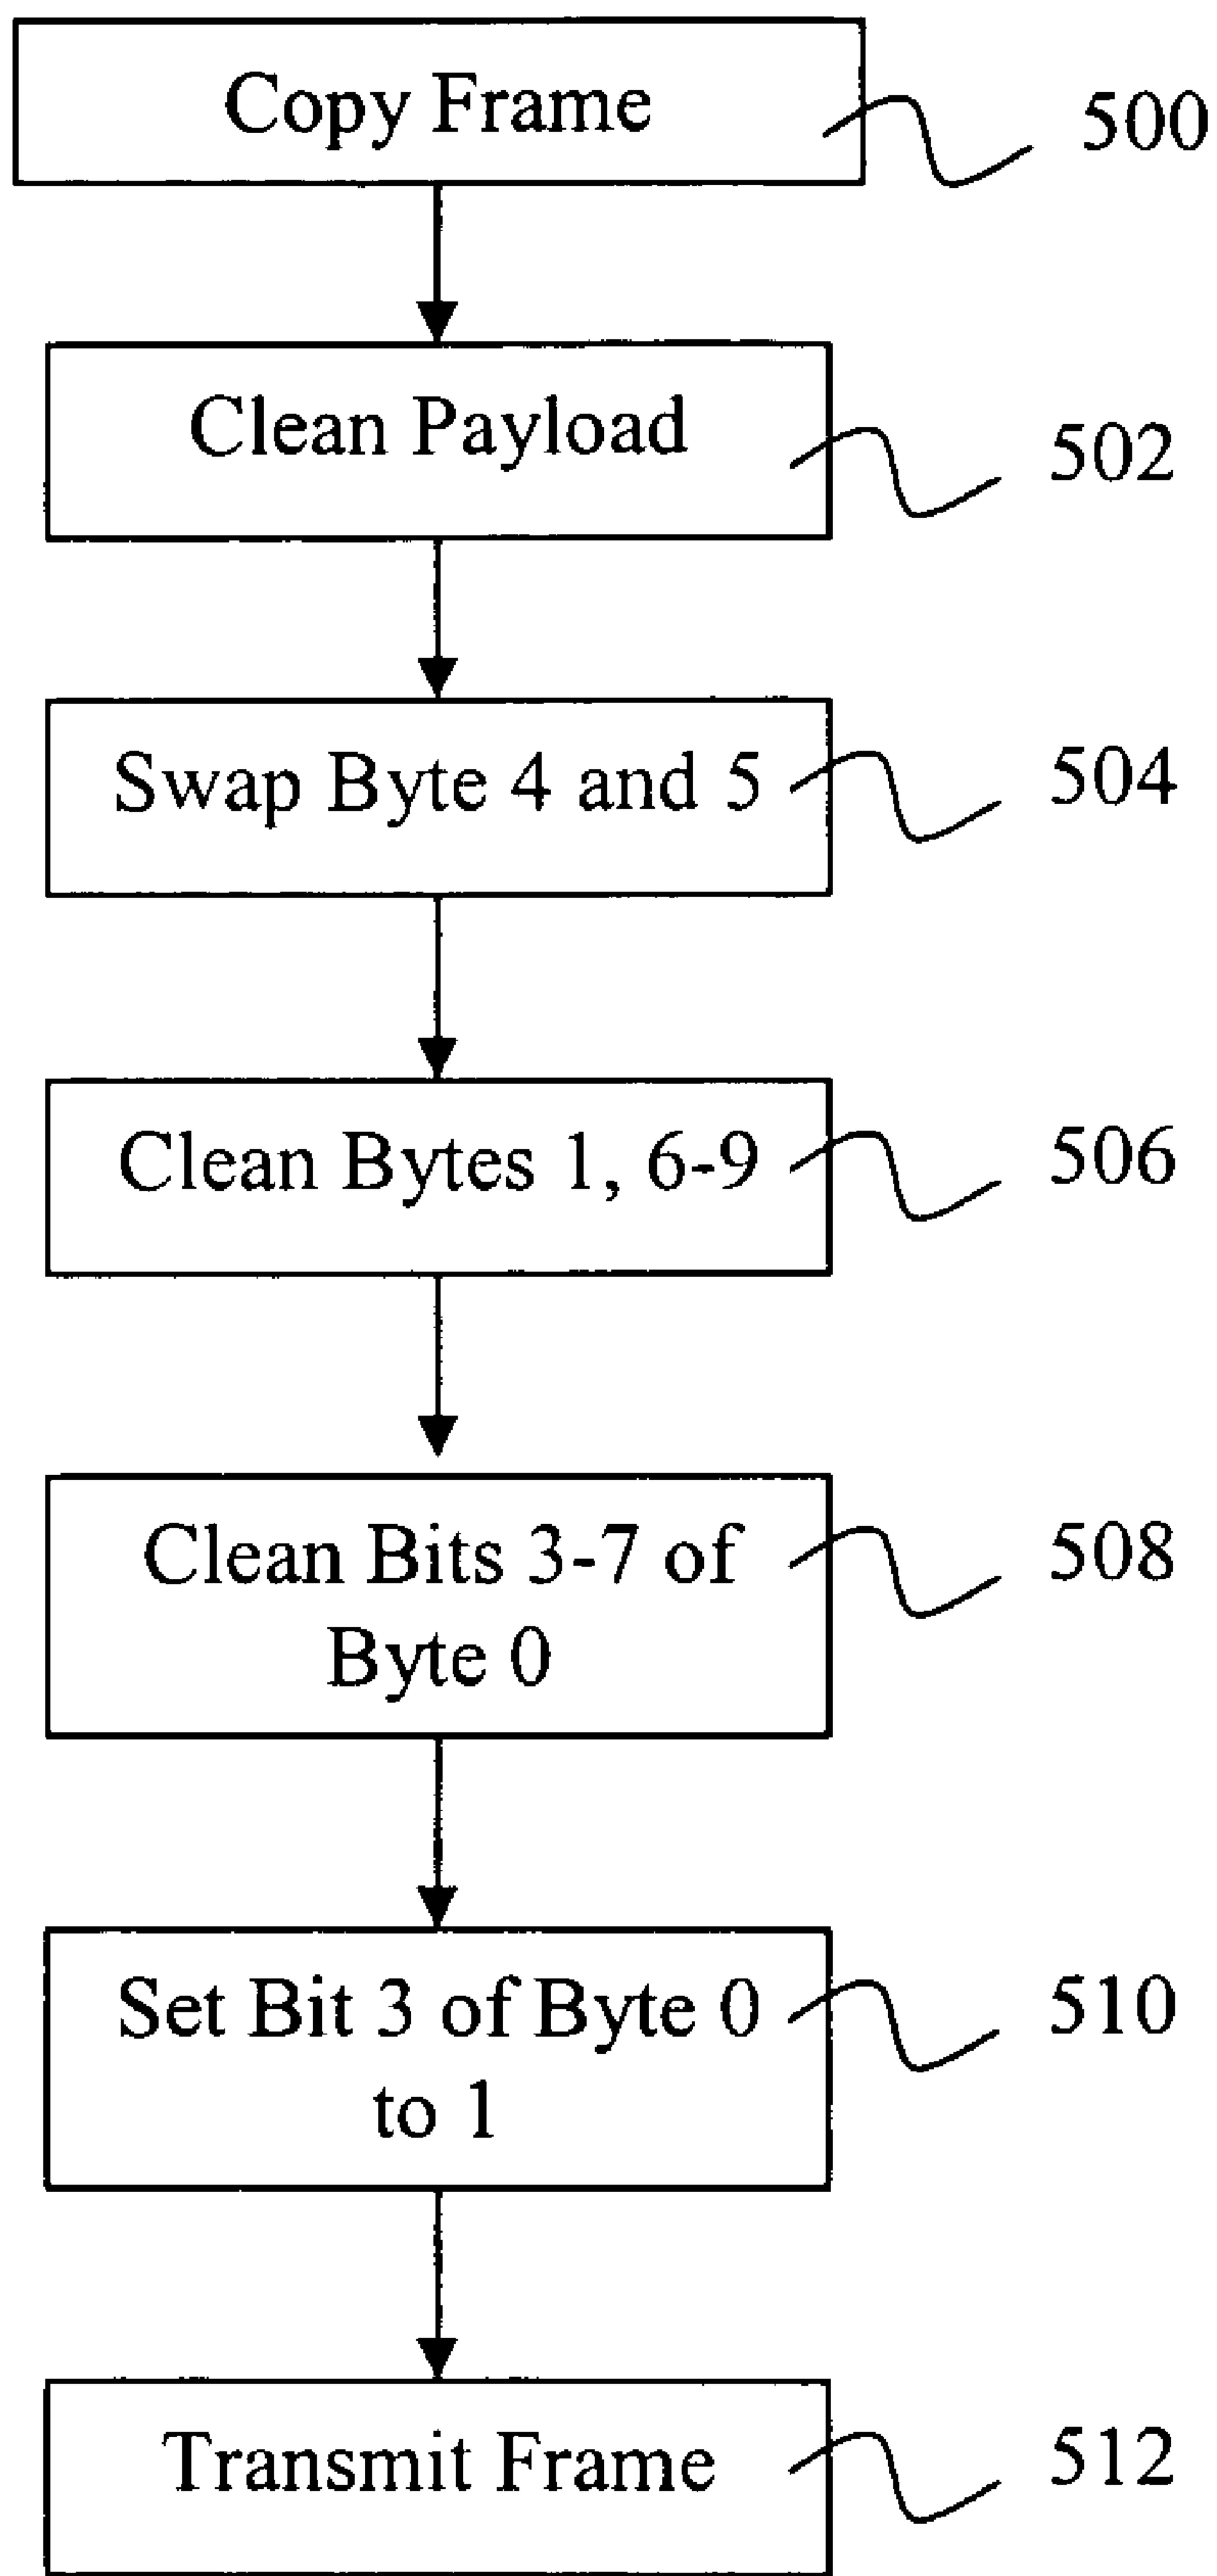 Copy Frame
500
Clean Payload
502
Swap Byte 4 and 5
504
Clean Bytes 1, 6-9
506
Clean Bits 3-7 of
Byte 0
508
Set Bit 3 of Byte 0
to 1
510
Transmit Frame
512